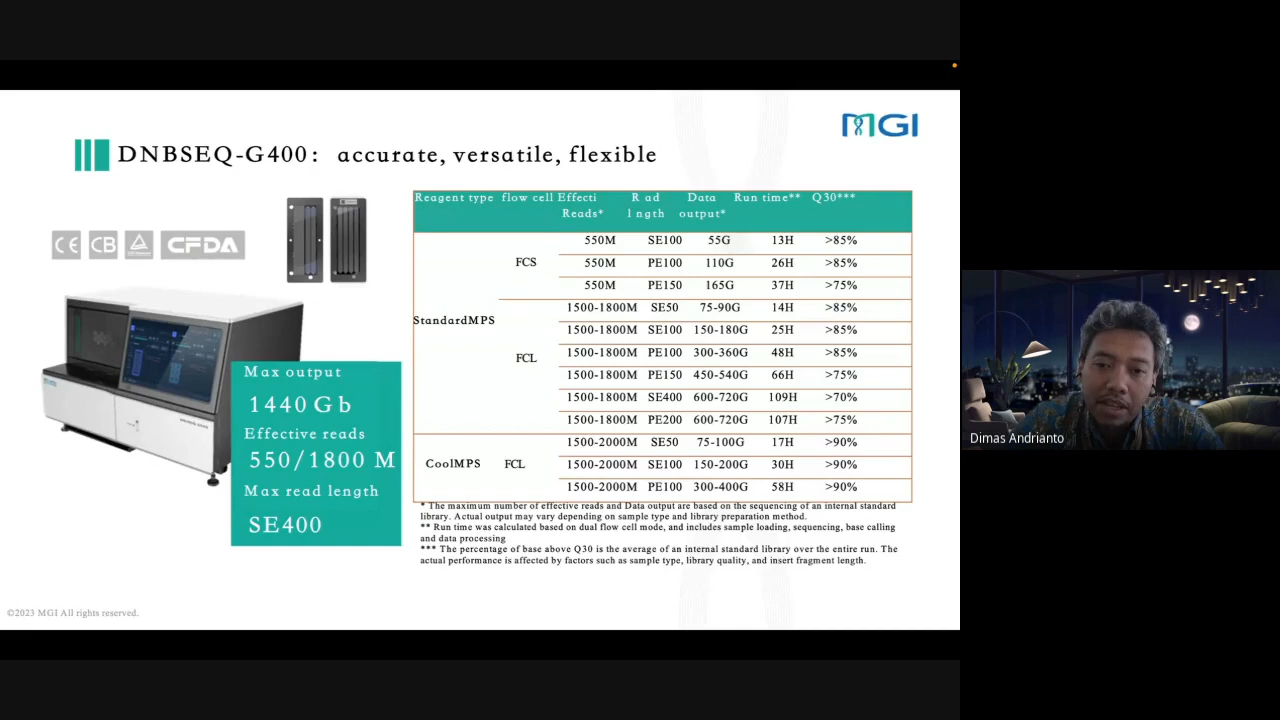 MGI
DNBSEQ-G400: accurate, versatile, flexible
CE CB CFDA
Max output
1440 Gb
Effective reads
550/1800 M
Max read length
SE400
Reagent type flow cell Effecti R ad Data Run time** Q30***
Reads* l ngth output*
550M SE100 55G 13H >85%
FCS 550M PE100 110G 26H >85%
550M PE150 165G 37H >75%
1500-1800M SE50 75-90G 14H >85%
StandardMPS 1500-1800M SE100 150-180G 25H >85%
FCL 1500-1800M PE100 300-360G 48H >85%
1500-1800M PE150 450-540G 66H >75%
1500-1800M SE400 600-720G 109H >70%
1500-1800M PE200 600-720G 107H >75%
1500-2000M SE50 75-100G 17H >90%
CoolMPS FCL 1500-2000M SE100 150-200G 30H >90%
1500-2000M PE100 300-400G 58H >90%
* The maximum number of effective reads and Data output are based on the sequencing of an internal standard
library. Actual output may vary depending on sample type and library preparation method.
** Run time was calculated based on dual flow cell mode, and includes sample loading, sequencing, base calling
and data processing
*** The percentage of base above Q30 is the average of an internal standard library over the entire run. The
actual performance is affected by factors such as sample type, library quality, and insert fragment length.
©2023 MGI All rights reserved.
Dimas Andrianto